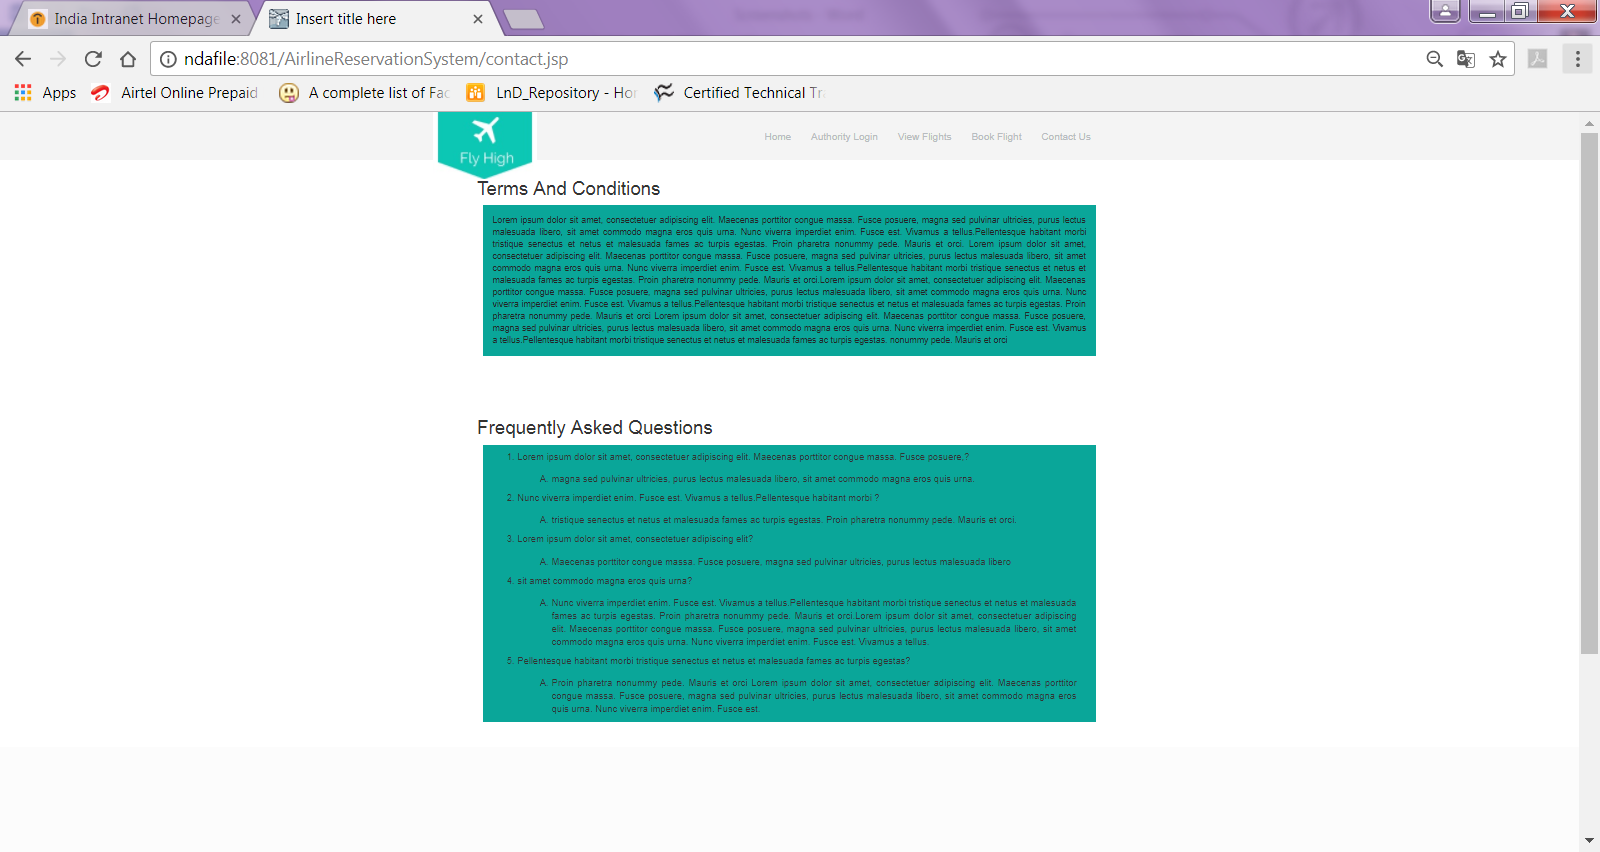 India Intranet Homepage
Insert title here
ndafile:8081/AirlineReservationSystem/contact.jsp
Apps Airtel Online Prepaid A complete list of Fac LnD_Repository - Hor Certified Technical Tr
Fly High
Home Authority Login View Flights Book Flight Contact Us
Terms And Conditions
Lorem ipsum dolor sit amet, consectetuer adipiscing elit. Maecenas porttitor congue massa. Fusce posuere, magna sed pulvinar ultricies, purus lectus
malesuada libero, sit amet commodo magna eros quis urna. Nunc viverra imperdiet enim. Fusce est. Vivamus a tellus.Pellentesque habitant morbi
tristique senectus et netus et malesuada fames ac turpis egestas. Proin pharetra nonummy pede. Mauris et orci. Lorem ipsum dolor sit amet,
consectetuer adipiscing elit. Maecenas porttitor congue massa. Fusce posuere, magna sed pulvinar ultricies, purus lectus malesuada libero, sit amet
commodo magna eros quis urna. Nunc viverra imperdiet enim. Fusce est. Vivamus a tellus.Pellentesque habitant morbi tristique senectus et netus et
malesuada fames ac turpis egestas. Proin pharetra nonummy pede. Mauris et orci.Lorem ipsum dolor sit amet, consectetuer adipiscing elit. Maecenas
porttitor congue massa. Fusce posuere, magna sed pulvinar ultricies, purus lectus malesuada libero, sit amet commodo magna eros quis urna. Nunc
viverra imperdiet enim. Fusce est. Vivamus a tellus.Pellentesque habitant morbi tristique senectus et netus et malesuada fames ac turpis egestas. Proin
pharetra nonummy pede. Mauris et orci Lorem ipsum dolor sit amet, consectetuer adipiscing elit. Maecenas porttitor congue massa. Fusce posuere,
magna sed pulvinar ultricies, purus lectus malesuada libero, sit amet commodo magna eros quis urna. Nunc viverra imperdiet enim. Fusce est. Vivamus
a tellus.Pellentesque habitant morbi tristique senectus et netus et malesuada fames ac turpis egestas. nonummy pede. Mauris et orci
Frequently Asked Questions
1. Lorem ipsum dolor sit amet, consectetuer adipiscing elit. Maecenas porttitor congue massa. Fusce posuere,?
A. magna sed pulvinar ultricies, purus lectus malesuada libero, sit amet commodo magna eros quis urna.
2. Nunc viverra imperdiet enim. Fusce est. Vivamus a tellus.Pellentesque habitant morbi ?
A. tristique senectus et netus et malesuada fames ac turpis egestas. Proin pharetra nonummy pede. Mauris et orci.
3. Lorem ipsum dolor sit amet, consectetuer adipiscing elit?
A. Maecenas porttitor congue massa. Fusce posuere, magna sed pulvinar ultricies, purus lectus malesuada libero
4. sit amet commodo magna eros quis urna?
A. Nunc viverra imperdiet enim. Fusce est. Vivamus a tellus.Pellentesque habitant morbi tristique senectus et netus et malesuada
fames ac turpis egestas. Proin pharetra nonummy pede. Mauris et orci.Lorem ipsum dolor sit amet, consectetuer adipiscing
elit. Maecenas porttitor congue massa. Fusce posuere, magna sed pulvinar ultricies, purus lectus malesuada libero, sit amet
commodo magna eros quis urna. Nunc viverra imperdiet enim. Fusce est. Vivamus a tellus.
5. Pellentesque habitant morbi tristique senectus et netus et malesuada fames ac turpis egestas?
A. Proin pharetra nonummy pede. Mauris et orci Lorem ipsum dolor sit amet, consectetuer adipiscing elit. Maecenas porttitor
congue massa. Fusce posuere, magna sed pulvinar ultricies, purus lectus malesuada libero, sit amet commodo magna eros
quis urna. Nunc viverra imperdiet enim. Fusce est.